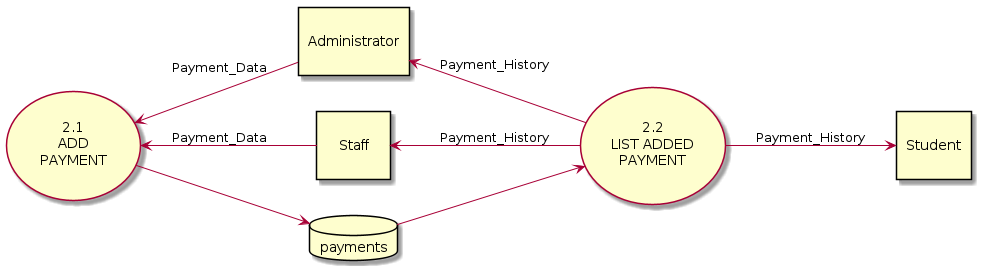 Administrator
Payment_Data
Payment_History
2.1
ADD
PAYMENT
Payment_Data
Staff
Payment_History
2.2
LIST ADDED
PAYMENT
Payment_History
Student
payments